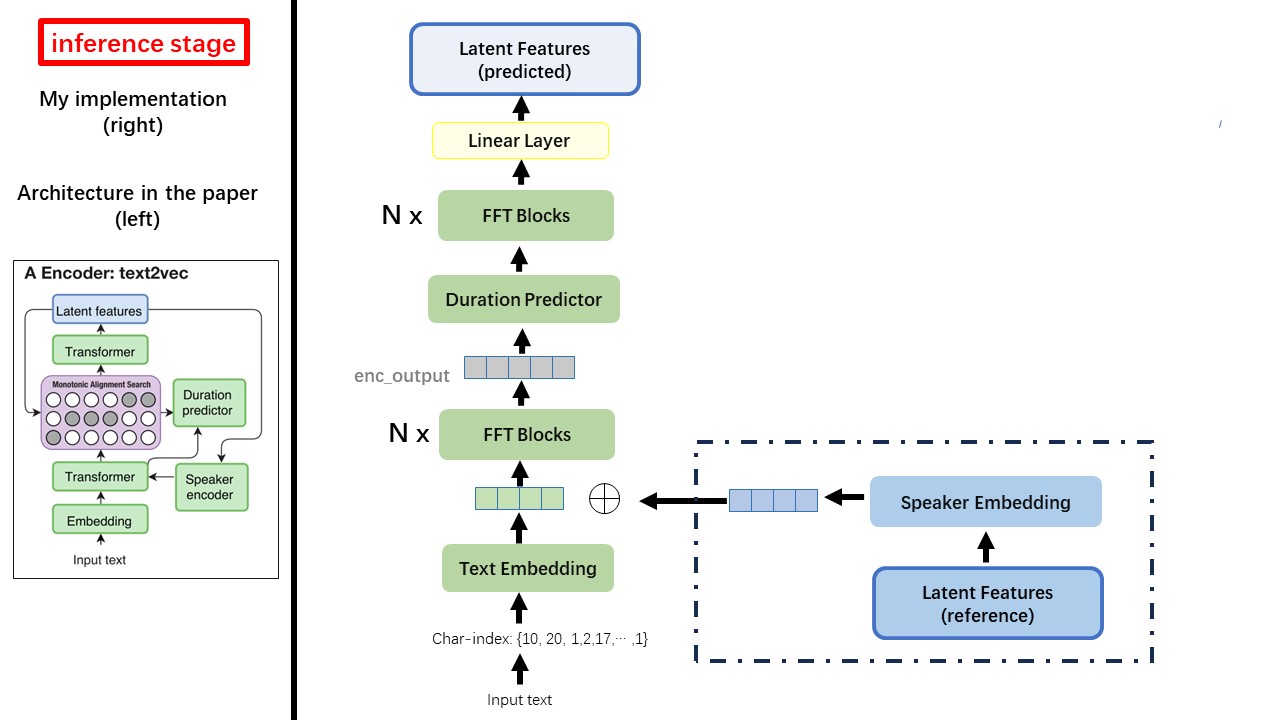 inference stage
My implementation
(right)
Architecture in the paper
(left)
A Encoder: text2vec
Latent features
Transformer
Monotonic Alignment Search
Duration
predictor
Transformer
Speaker
encoder
Embedding
Input text
Latent Features
(predicted)
Linear Layer
N x
FFT Blocks
Duration Predictor
enc_output
N x
FFT Blocks
Speaker Embedding
Text Embedding
Latent Features
(reference)
Char-index: {10, 20, 1,2,17,··· ,1}
Input text